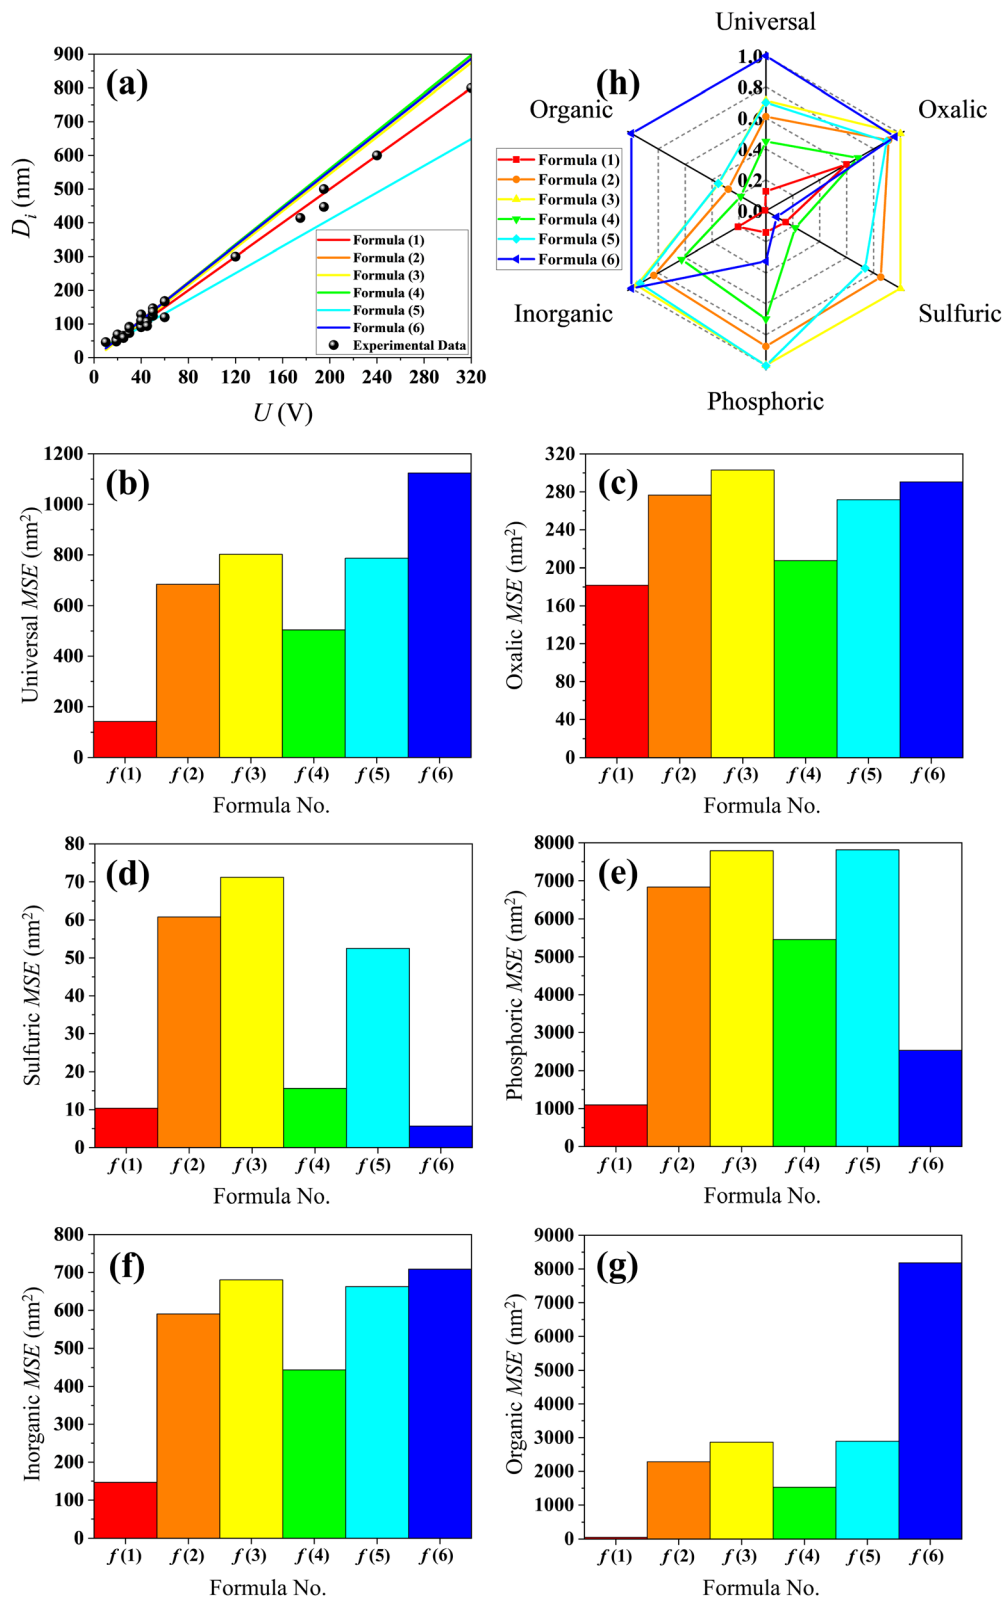 (a)
900
800
700
600
500
400
300
200
100
0
0 40 80 120 160 200 240 280 320
Di (nm)
U (V)
Formula (1)
Formula (2)
Formula (3)
Formula (4)
Formula (5)
Formula (6)
Experimental Data
(h)
Universal
Oxalic
Sulfuric
Phosphoric
Inorganic
Organic
1.0
0.8
0.6
0.4
0.2
0.0
Formula (1)
Formula (2)
Formula (3)
Formula (4)
Formula (5)
Formula (6)
(b)
1200
1000
800
600
400
200
0
Universal MSE (nm²)
f (1) f (2) f (3) f (4) f (5) f (6)
Formula No.
(c)
320
280
240
200
160
120
80
40
0
Oxalic MSE (nm²)
f (1) f (2) f (3) f (4) f (5) f (6)
Formula No.
(d)
80
70
60
50
40
30
20
10
0
Sulfuric MSE (nm²)
f (1) f (2) f (3) f (4) f (5) f (6)
Formula No.
(e)
8000
7000
6000
5000
4000
3000
2000
1000
0
Phosphoric MSE (nm²)
f (1) f (2) f (3) f (4) f (5) f (6)
Formula No.
(f)
800
700
600
500
400
300
200
100
0
Inorganic MSE (nm²)
f (1) f (2) f (3) f (4) f (5) f (6)
Formula No.
(g)
9000
8000
7000
6000
5000
4000
3000
2000
1000
0
Organic MSE (nm²)
f (1) f (2) f (3) f (4) f (5) f (6)
Formula No.